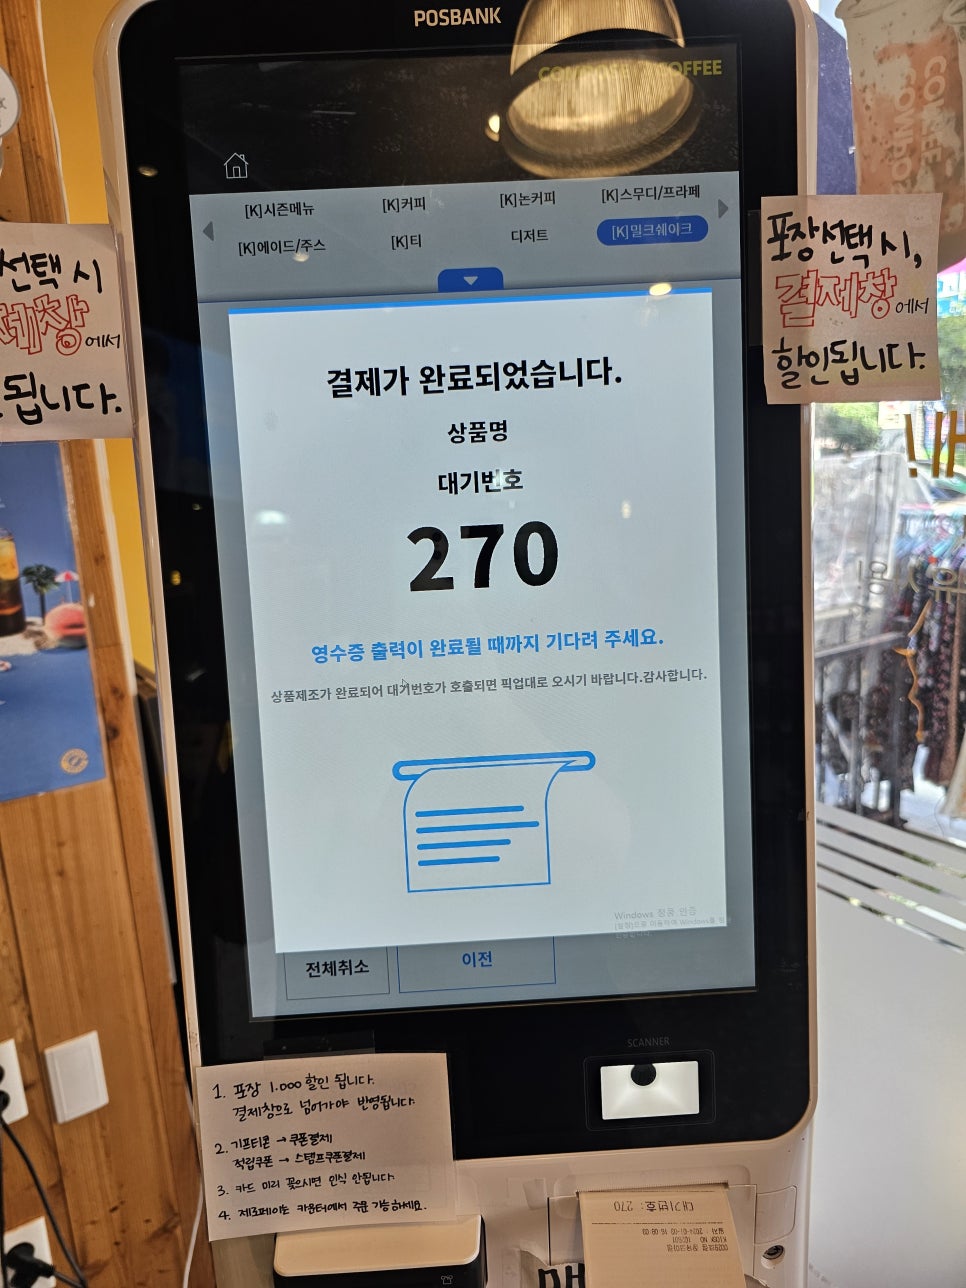 POSBANK
COFFEE
[K]시즌메뉴
[K]커피
[K]논커피
[K]스무디/프라페
[K]에이드/주스
[K]티
디저트
[K]밀크쉐이크
선택 시
제창에서
됩니다.
포장선택 시,
결제창에서
할인됩니다.
결제가 완료되었습니다.
상품명
대기번호
270
영수증 출력이 완료될 때까지 기다려 주세요.
상품제조가 완료되어 대기번호가 호출되면 픽업대로 오시기 바랍니다.감사합니다.
Windows 정품 인증
전체취소
이전
SCANNER
1. 포장 1.000 할인 됩니다.
결제창으로 넘어가야 반영됩니다.
2. 기프티콘 → 쿠폰결제
적립쿠폰 → 스탬프쿠폰결제
3. 카드 미리 꽂으시면 인식 안됩니다.
4. 제로페이는 카운터에서 주문 가능하세요.
대기번호: 270